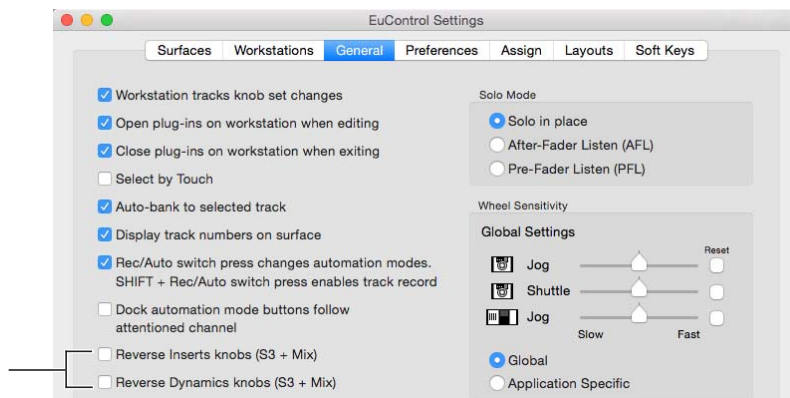 EuControl Settings
Surfaces Workstations General Preferences Assign Layouts Soft Keys
Workstation tracks knob set changes
Open plug-ins on workstation when editing
Close plug-ins on workstation when exiting
Select by Touch
Auto-bank to selected track
Display track numbers on surface
Rec/Auto switch press changes automation modes.
SHIFT + Rec/Auto switch press enables track record
Dock automation mode buttons follow
attentioned channel
Reverse Inserts knobs (S3 + Mix)
Reverse Dynamics knobs (S3 + Mix)
Solo Mode
Solo in place
After-Fader Listen (AFL)
Pre-Fader Listen (PFL)
Wheel Sensitivity
Global Settings
Reset
Jog
Shuttle
Jog
Slow Fast
Global
Application Specific